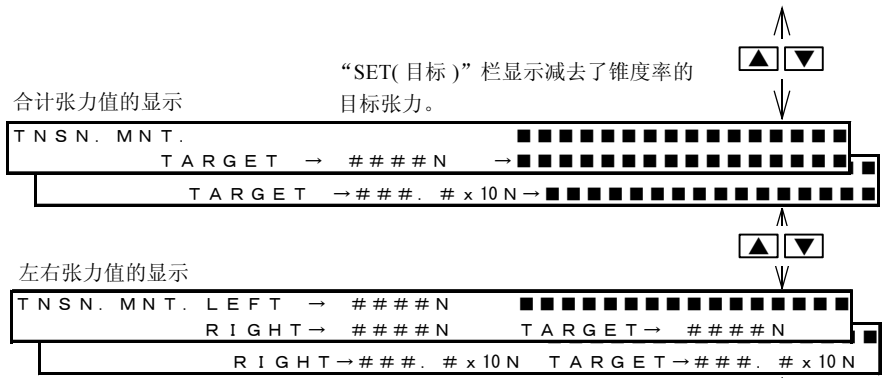 “SET( 目标 )”栏显示减去了锥度率的
目标张力。
▲ ▼
合计张力值的显示
TNSN. MNT. ■■■■■■■■■■■■■■■■
TARGET → ####N →■■■■■■■■■■■■■■■■
■■
TARGET →###. #x10N→■■■■■■■■■■■■■■■■
▲ ▼
左右张力值的显示
TNSN. MNT. LEFT → ####N ■■■■■■■■■■■■■■■■
RIGHT→ ####N TARGET→ ####N
■■
RIGHT→###. #x10N TARGET→###. #x10N